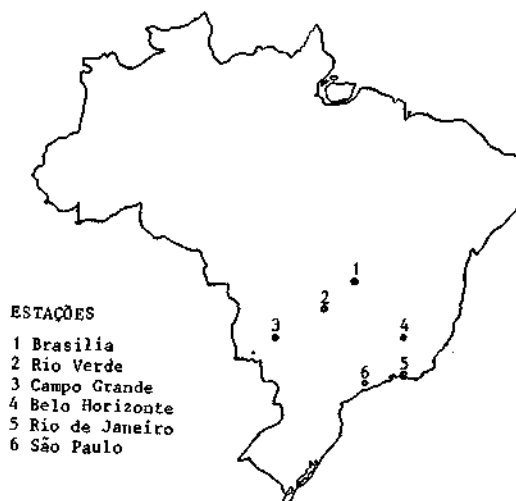 1
2
3
4
5
6
ESTAÇÕES
1 Brasilia
2 Rio Verde
3 Campo Grande
4 Belo Horizonte
5 Rio de Janeiro
6 São Paulo